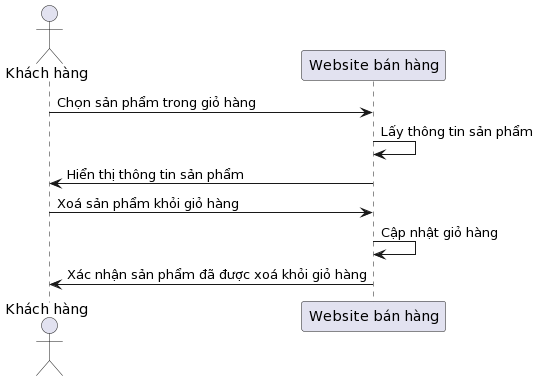 Khách hàng
Website bán hàng
Chọn sản phẩm trong giỏ hàng
Lấy thông tin sản phẩm
Hiển thị thông tin sản phẩm
Xoá sản phẩm khỏi giỏ hàng
Cập nhật giỏ hàng
Xác nhận sản phẩm đã được xoá khỏi giỏ hàng
Khách hàng
Website bán hàng